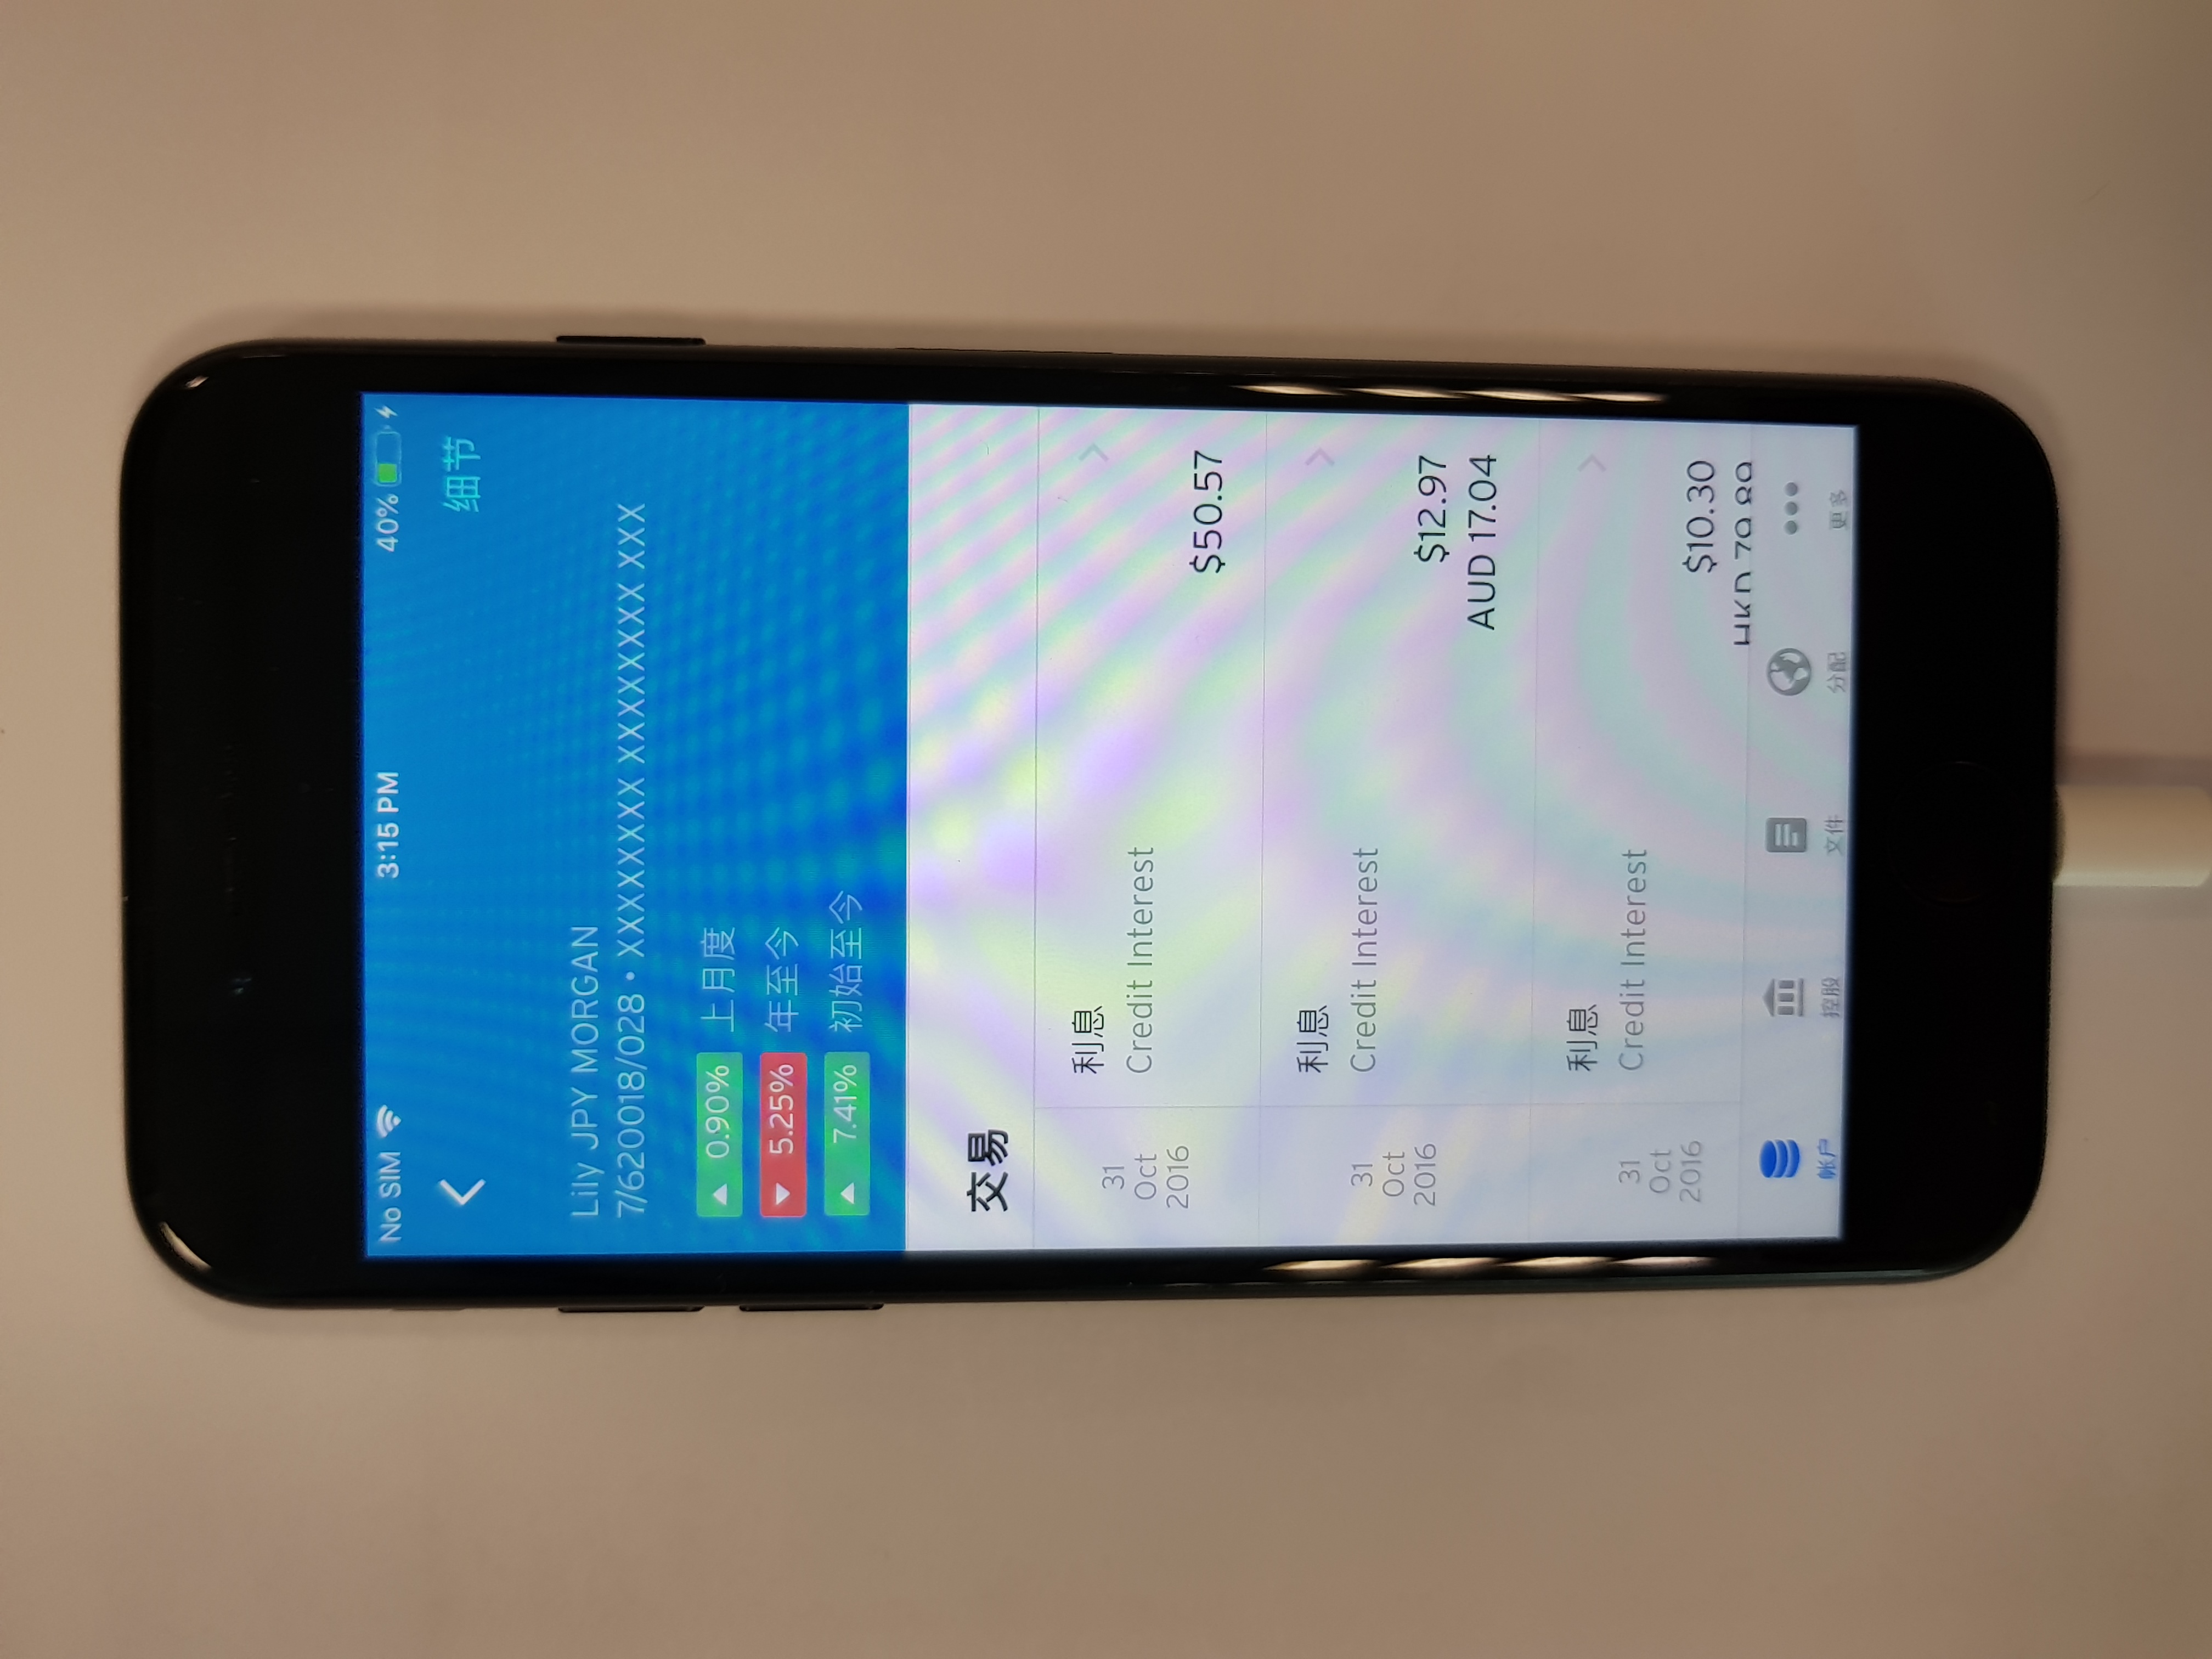 No SIM 3:15 PM 40%
细节
Lily JPY MORGAN
7/620018/028 • XXXXXXXX XXXXXXXX XXX
0.90% 上月度
5.25% 年至今
7.41% 初始至今
交易
31
Oct
2016
利息
Credit Interest
$50.57
31
Oct
2016
利息
Credit Interest
$12.97
AUD 17.04
31
Oct
2016
利息
Credit Interest
$10.30
HKD 79.89
帐户 控股 文件 分配 更多